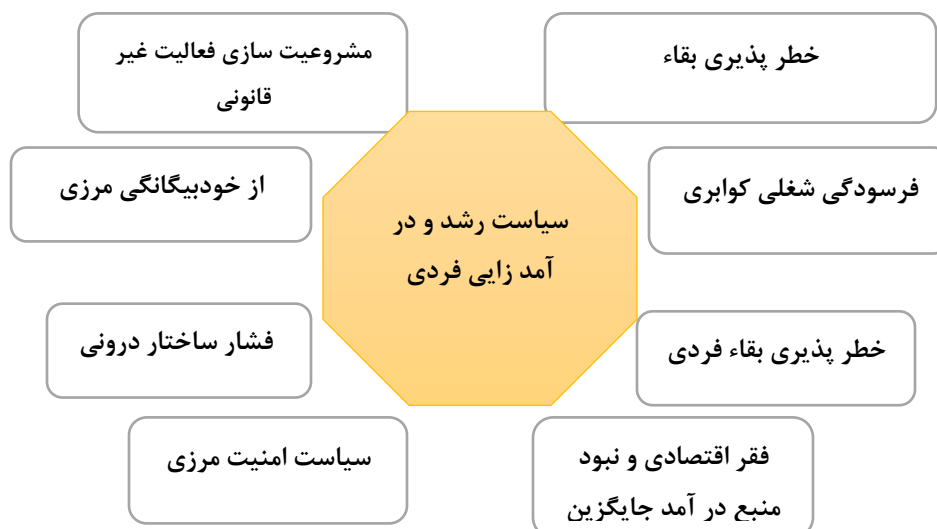 خطر پذیری بقاء
مشروعیت سازی فعالیت غیر
قانونی
فرسودگی شغلی کوابری
از خودبیگانگی مرزی
سیاست رشد و در
آمد زایی فردی
خطر پذیری بقاء فردی
فشار ساختار درونی
فقر اقتصادی و نبود
منبع در آمد جایگزین
سیاست امنیت مرزی